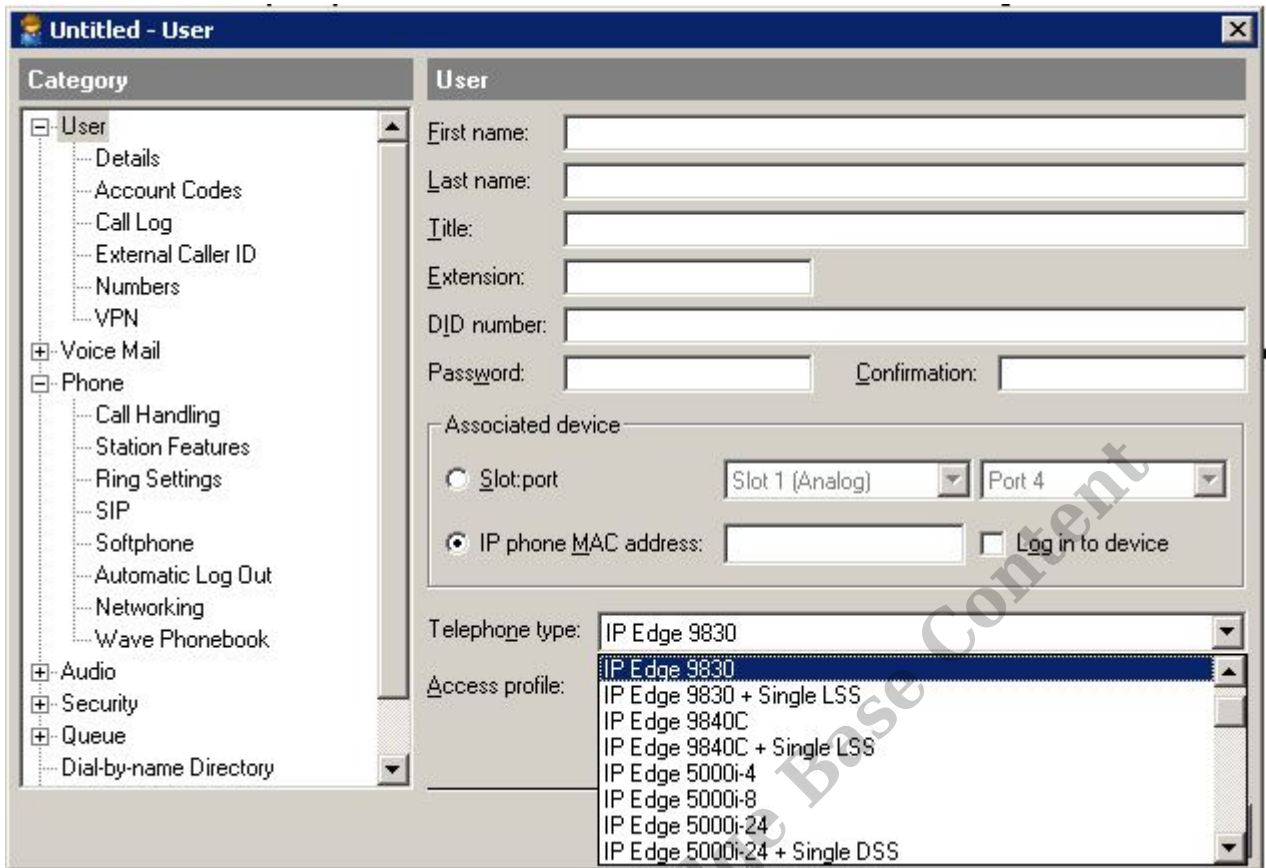 Untitled - User
Category
User
User
Details
Account Codes
Call Log
External Caller ID
Numbers
VPN
Voice Mail
Phone
Call Handling
Station Features
Ring Settings
SIP
Softphone
Automatic Log Out
Networking
Wave Phonebook
Audio
Security
Queue
Dial-by-name Directory
First name:
Last name:
Title:
Extension:
DID number:
Password: Confirmation:
Associated device
Slot:port Slot 1 (Analog) Port 4
IP phone MAC address: Log in to device
Telephone type: IP Edge 9830
Access profile:
IP Edge 9830
IP Edge 9830 + Single LSS
IP Edge 9840C
IP Edge 9840C + Single LSS
IP Edge 5000i-4
IP Edge 5000i-8
IP Edge 5000i-24
IP Edge 5000i-24 + Single DSS
Base Content